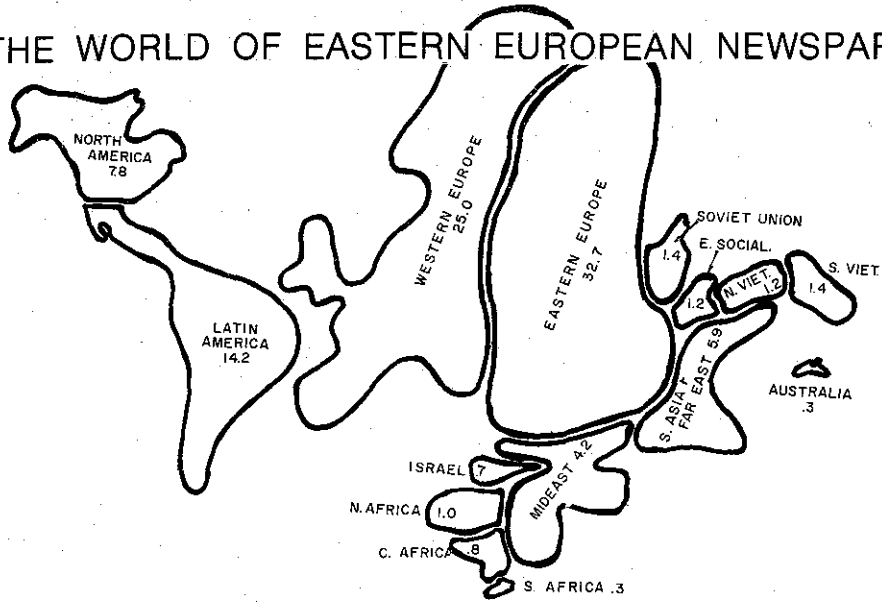 THE WORLD OF EASTERN EUROPEAN NEWSPAP
NORTH
AMERICA
7.8
WESTERN EUROPE
25.0
EASTERN EUROPE
32.7
SOVIET UNION
1.4
E. SOCIAL.
1.2
N. VIET.
1.2
S. VIET.
1.4
LATIN
AMERICA
14.2
S. ASIA
FAR EAST 5.9
AUSTRALIA
.3
ISRAEL .7
MIDEAST 4.2
N. AFRICA 1.0
C. AFRICA .8
S. AFRICA .3